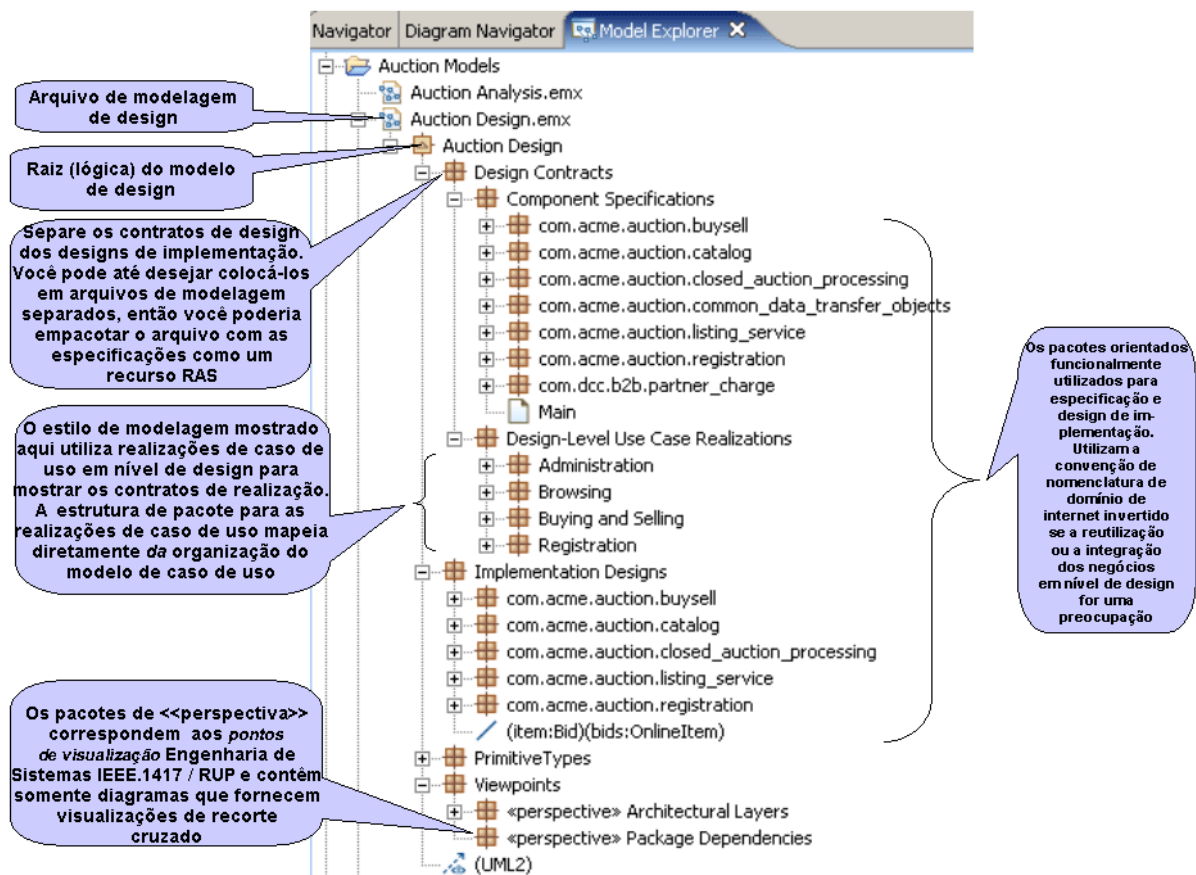 Navigator
Diagram Navigator
Model Explorer
Auction Models
Auction Analysis.emx
Auction Design.emx
Auction Design
Design Contracts
Component Specifications
com.acme.auction.buysell
com.acme.auction.catalog
com.acme.auction.closed_auction_processing
com.acme.auction.common_data_transfer_objects
com.acme.auction.listing_service
com.acme.auction.registration
com.dcc.b2b.partner_charge
Main
Design-Level Use Case Realizations
Administration
Browsing
Buying and Selling
Registration
Implementation Designs
com.acme.auction.buysell
com.acme.auction.catalog
com.acme.auction.closed_auction_processing
com.acme.auction.listing_service
com.acme.auction.registration
(item:Bid)(bids:OnlineItem)
PrimitiveTypes
Viewpoints
«perspective» Architectural Layers
«perspective» Package Dependencies
(UML2)
Arquivo de modelagem
de design
Raiz (lógica) do modelo
de design
Separe os contratos de design
dos designs de implementação.
Você pode até desejar colocá-los
em arquivos de modelagem
separados, então você poderia
empacotar o arquivo com as
especificações como um
recurso RAS
O estilo de modelagem mostrado
aqui utiliza realizações de caso de
uso em nível de design para
mostrar os contratos de realização.
A estrutura de pacote para as
realizações de caso de uso mapeia
diretamente da organização do
modelo de caso de uso
Os pacotes de <<perspectiva>>
correspondem aos pontos
de visualização Engenharia de
Sistemas IEEE.1417 / RUP e contêm
somente diagramas que fornecem
visualizações de recorte
cruzado
Os pacotes orientados
funcionalmente
utilizados para
especificação e
design de im-
plementação.
Utilizam a
convenção de
nomenclatura de
domínio de
internet invertido
se a reutilização
ou a integração
dos negócios
em nível de design
for uma
preocupação